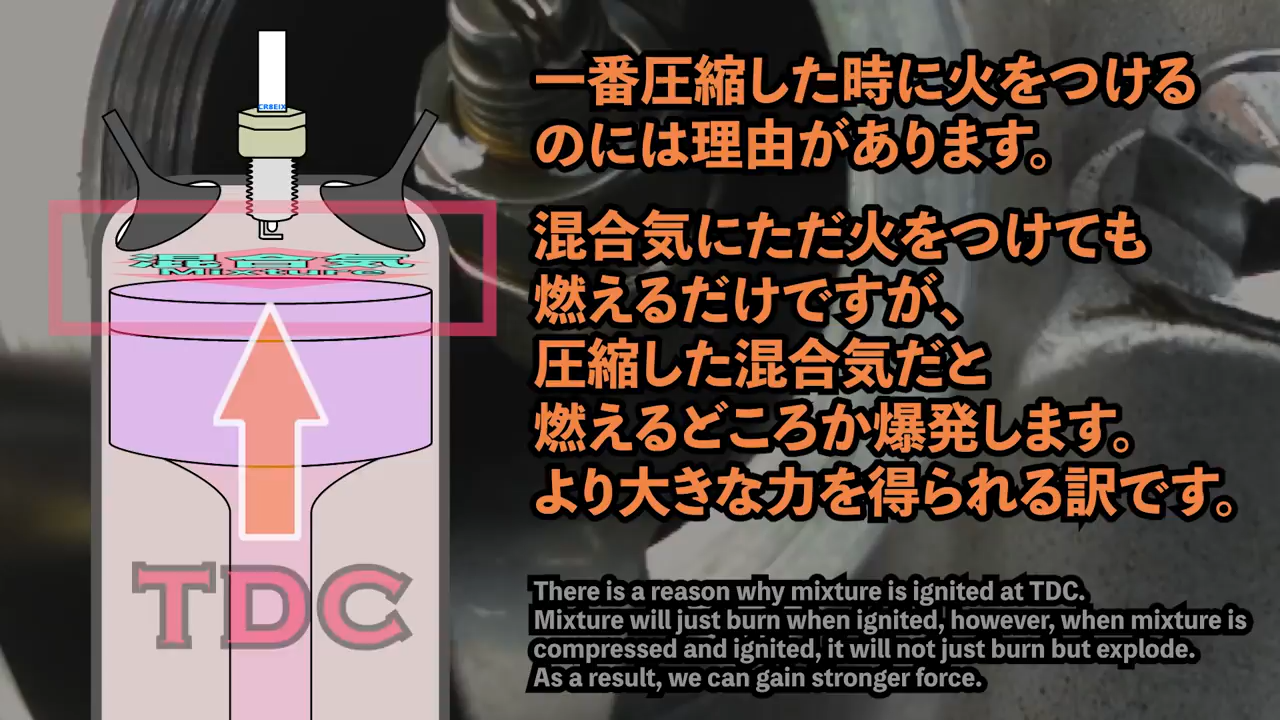 CR8EIX
混合気
Mixture
TDC
一番圧縮した時に火をつける
のには理由があります。
混合気にただ火をつけても
燃えるだけですが、
圧縮した混合気だと
燃えるどころか爆発します。
より大きな力を得られる訳です。
There is a reason why mixture is ignited at TDC.
Mixture will just burn when ignited, however, when mixture is
compressed and ignited, it will not just burn but explode.
As a result, we can gain stronger force.